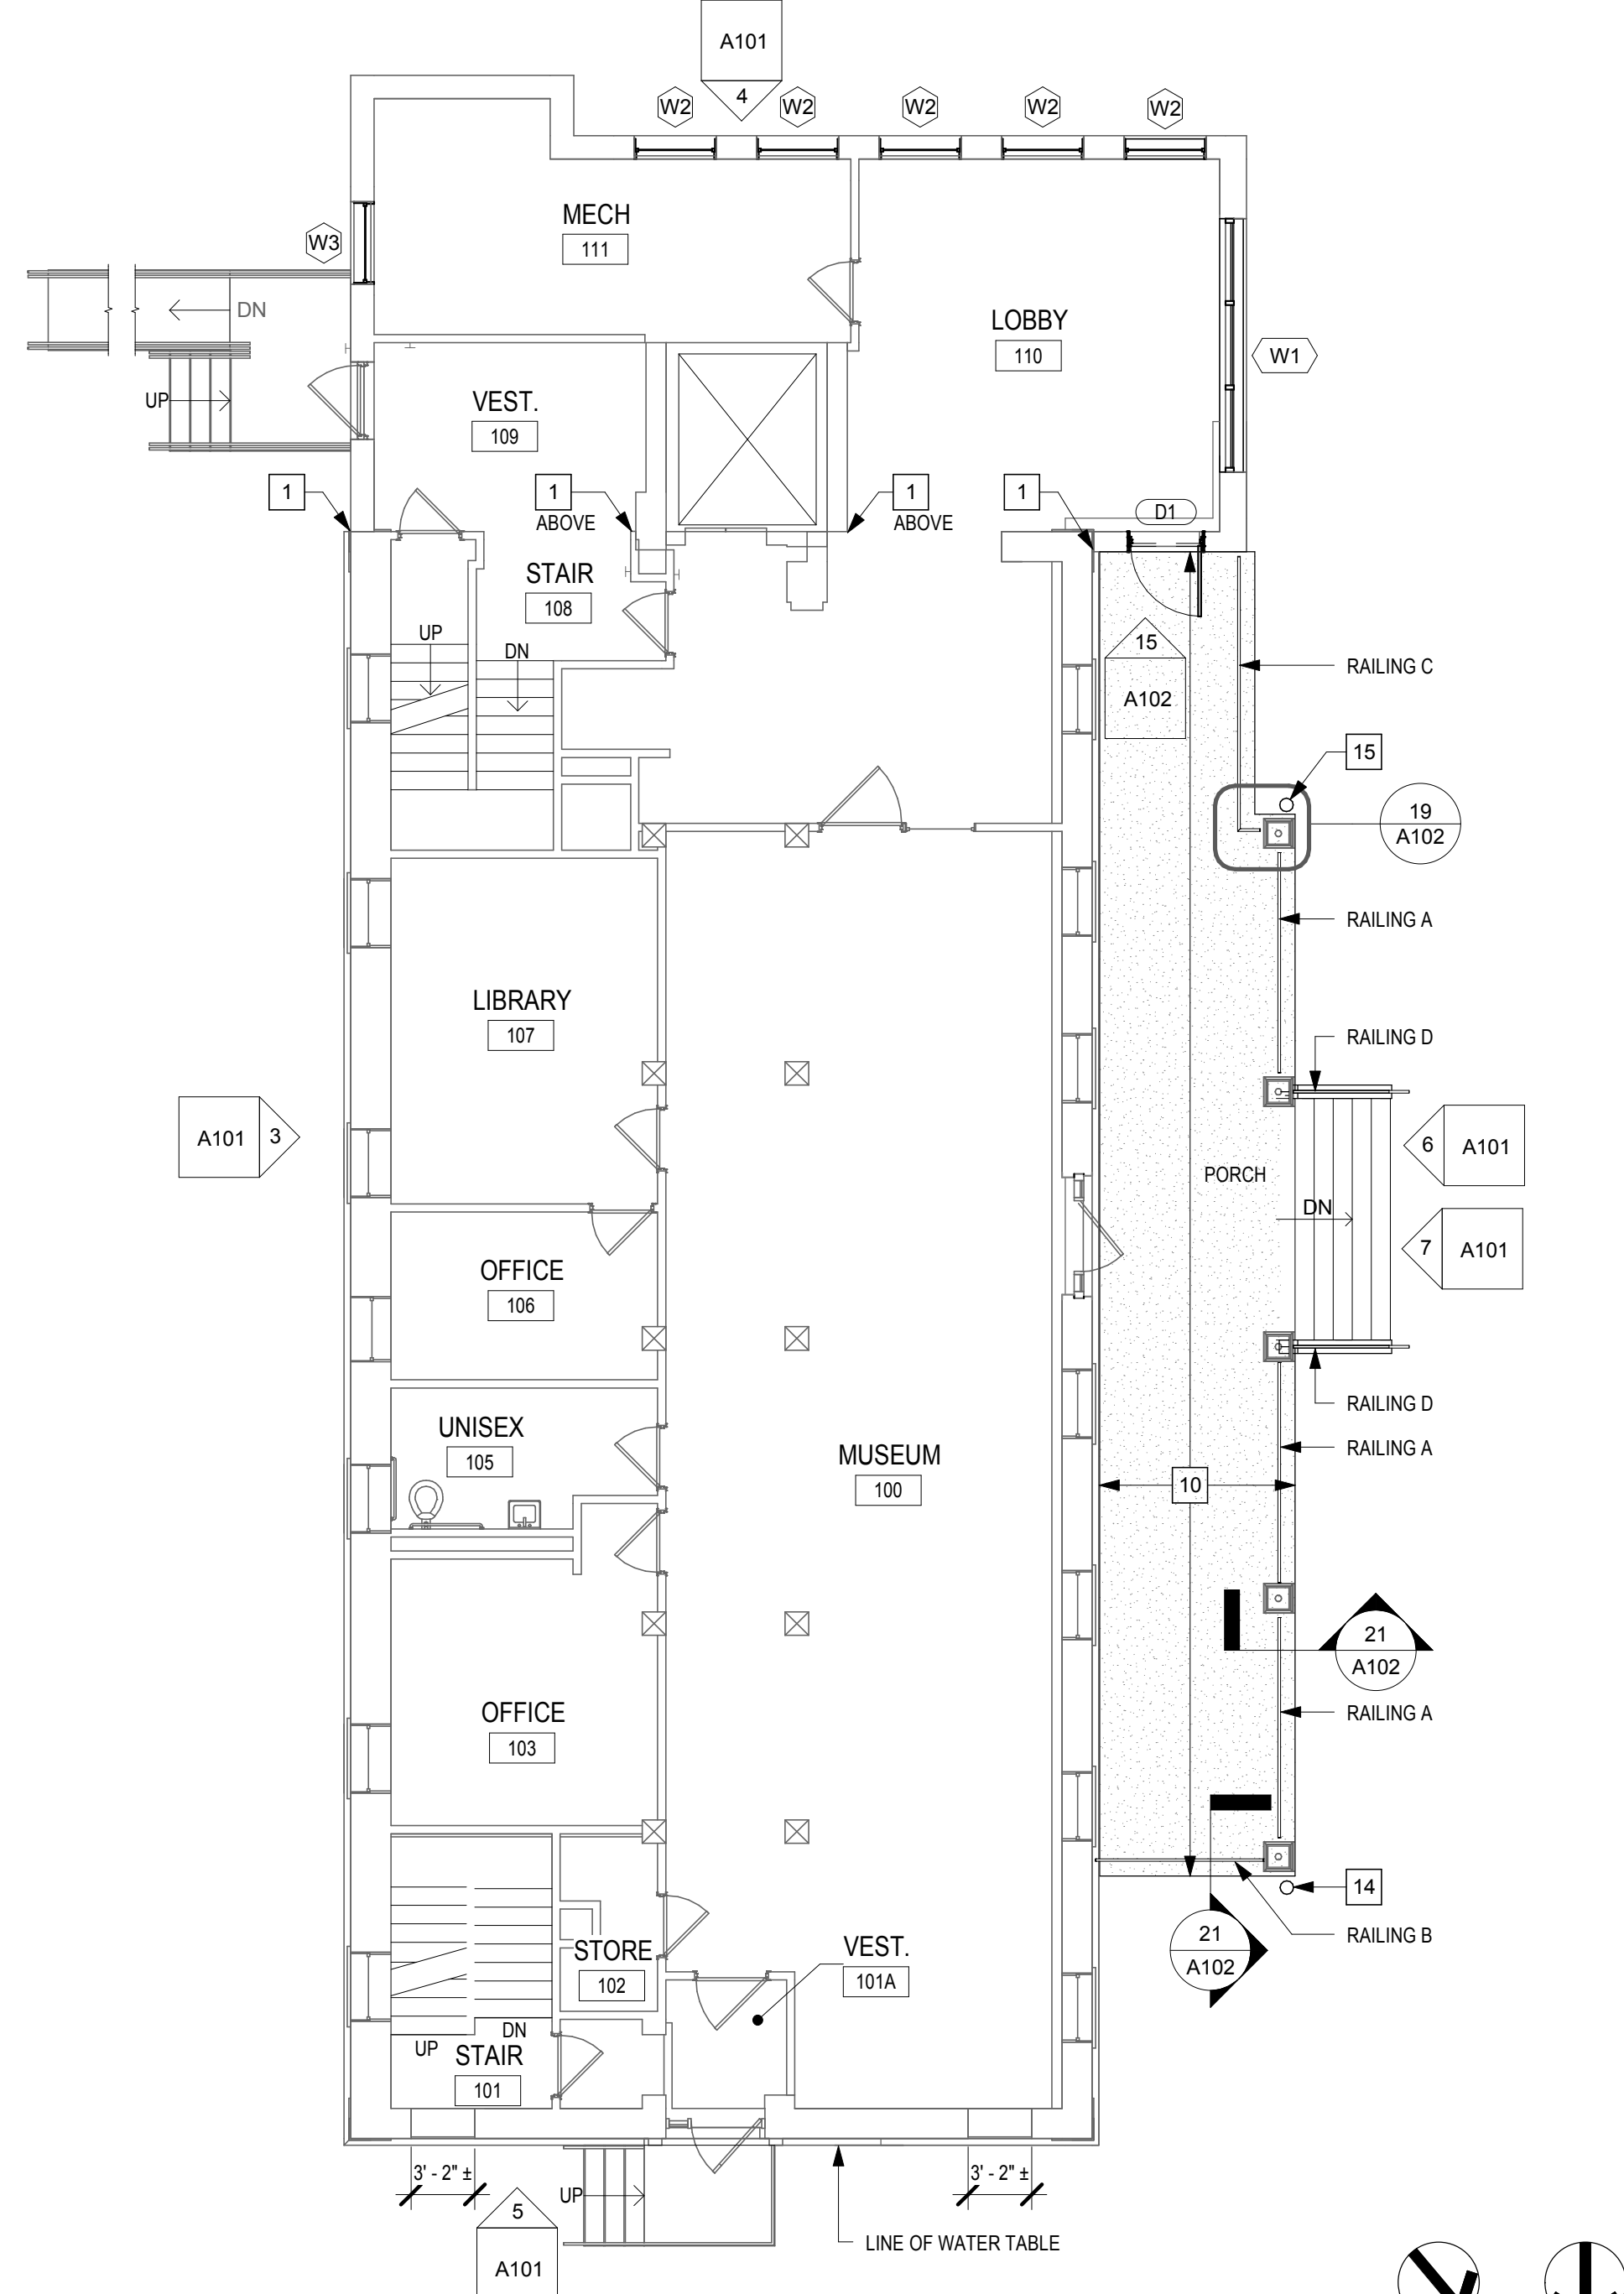 A101
4
W2
W2
W2
W2
W2
MECH
111
W3
DN
LOBBY
110
W1
UP
VEST.
109
1
1
ABOVE
1
ABOVE
1
D1
STAIR
108
UP
DN
15
A102
RAILING C
15
19
A102
RAILING A
LIBRARY
107
RAILING D
A101
3
6
A101
PORCH
DN
7
A101
OFFICE
106
RAILING D
UNISEX
105
RAILING A
MUSEUM
100
10
21
A102
OFFICE
103
RAILING A
14
RAILING B
21
A102
STORE
102
VEST.
101A
UP
DN
STAIR
101
3' - 2" ±
3' - 2" ±
UP
5
A101
LINE OF WATER TABLE